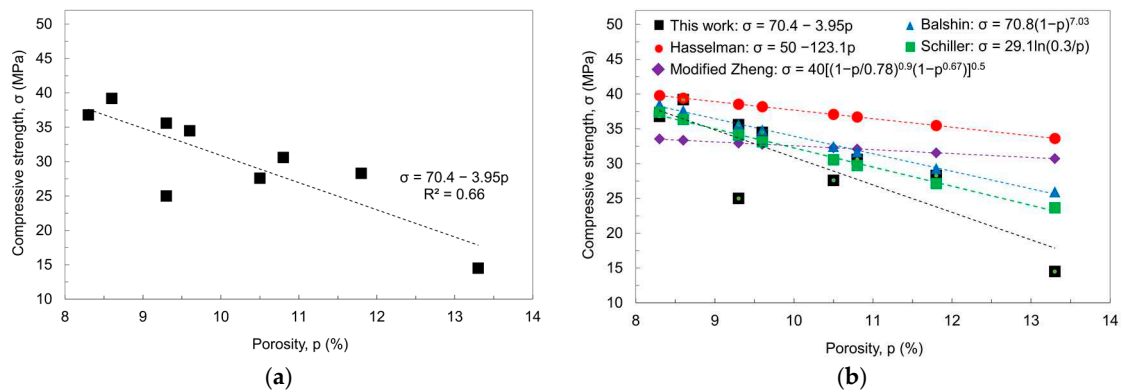 50
45
40
35
30
25
20
15
10
Compressive strength, σ (MPa)
σ = 70.4 − 3.95p
R² = 0.66
8 9 10 11 12 13 14
Porosity, p (%)
(a)
50
45
40
35
30
25
20
15
10
Compressive strength, σ (MPa)
This work: σ = 70.4 − 3.95p
Balshin: σ = 70.8(1−p)^7.03
Hasselman: σ = 50 −123.1p
Schiller: σ = 29.1ln(0.3/p)
Modified Zheng: σ = 40[(1−p/0.78)^0.9(1−p^0.67)]^0.5
8 9 10 11 12 13 14
Porosity, p (%)
(b)